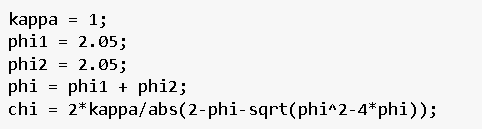 kappa = 1;
phi1 = 2.05;
phi2 = 2.05;
phi = phi1 + phi2;
chi = 2*kappa/abs(2-phi-sqrt(phi^2-4*phi));